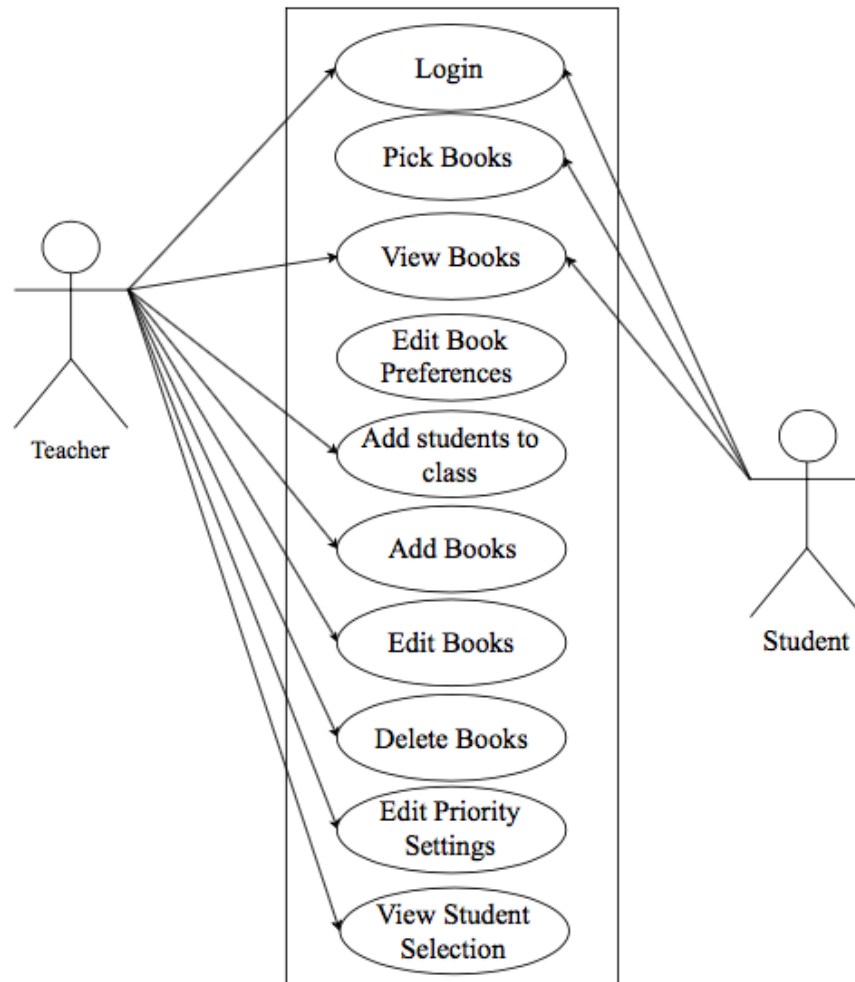 Login
Pick Books
View Books
Edit Book
Preferences
Teacher
Add students to
class
Add Books
Edit Books
Student
Delete Books
Edit Priority
Settings
View Student
Selection